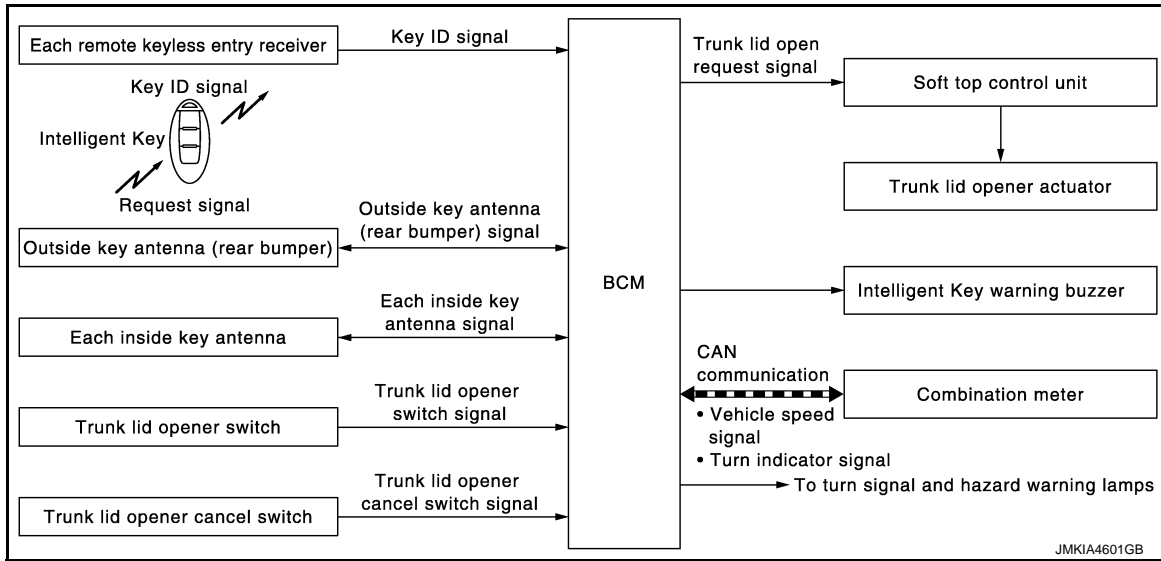 Each remote keyless entry receiver
Key ID signal
Key ID signal
Intelligent Key
Request signal
Outside key antenna (rear bumper)
Outside key antenna
(rear bumper) signal
Each inside key antenna
Each inside key
antenna signal
Trunk lid opener switch
Trunk lid opener
switch signal
Trunk lid opener cancel switch
Trunk lid opener
cancel switch signal
BCM
Trunk lid open
request signal
Soft top control unit
Trunk lid opener actuator
Intelligent Key warning buzzer
CAN
communication
• Vehicle speed
signal
• Turn indicator signal
Combination meter
To turn signal and hazard warning lamps
JMKIA4601GB